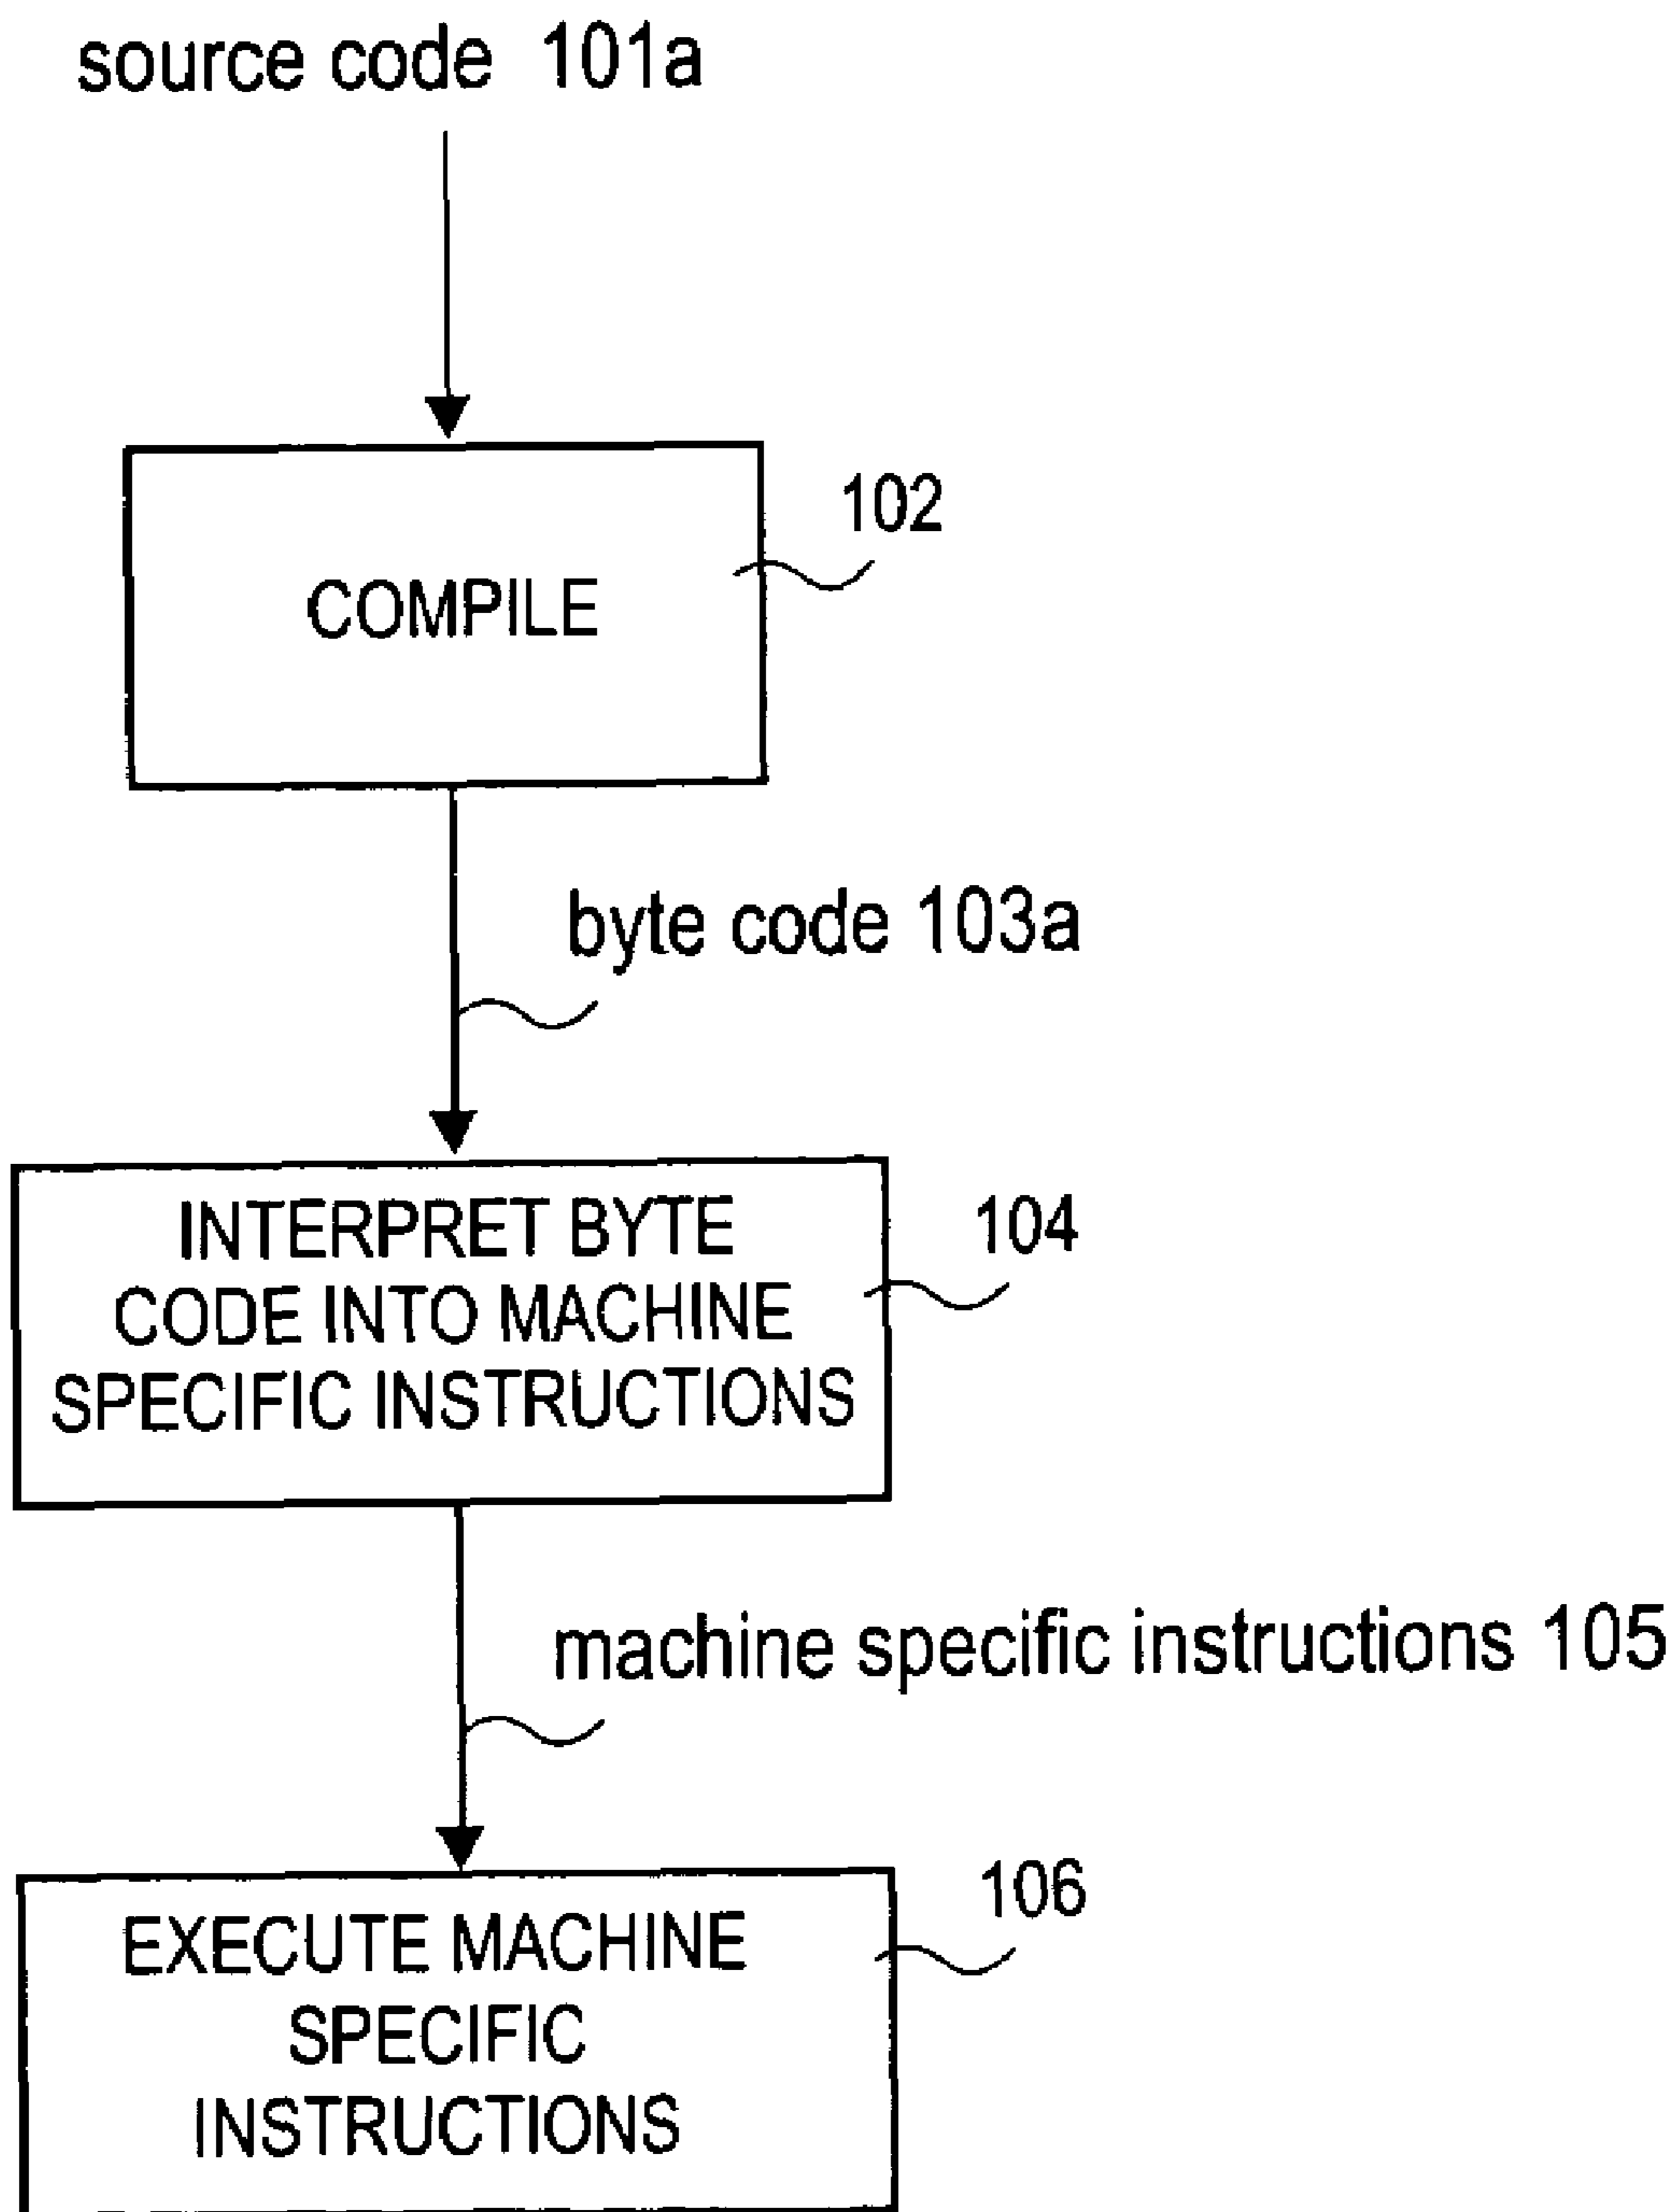 source code 101a
102
COMPILE
byte code 103a
INTERPRET BYTE
CODE INTO MACHINE
SPECIFIC INSTRUCTIONS
104
machine specific instructions 105
106
EXECUTE MACHINE
SPECIFIC
INSTRUCTIONS